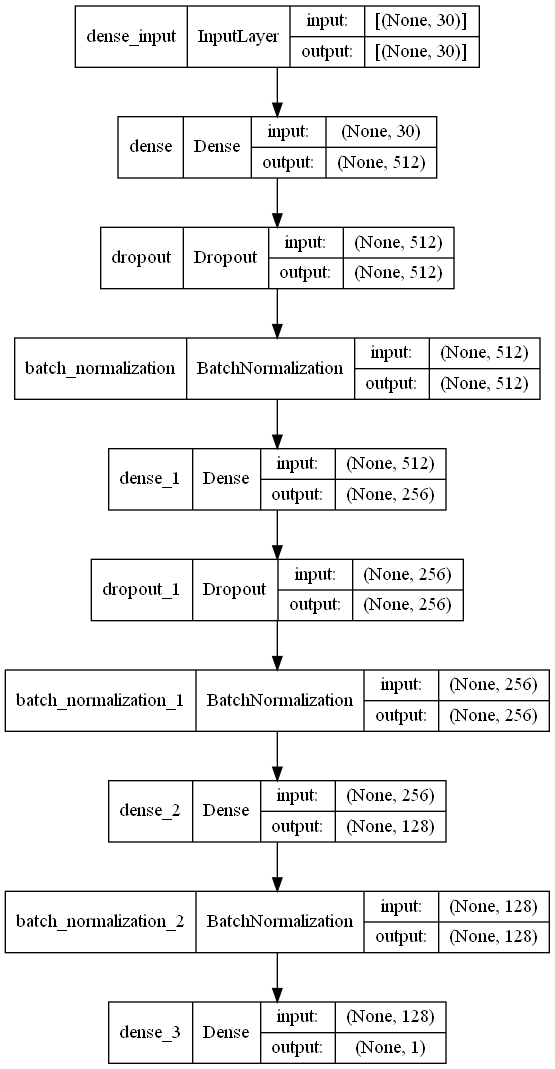 dense_input InputLayer input: [(None, 30)]
output: [(None, 30)]
dense Dense input: (None, 30)
output: (None, 512)
dropout Dropout input: (None, 512)
output: (None, 512)
batch_normalization BatchNormalization input: (None, 512)
output: (None, 512)
dense_1 Dense input: (None, 512)
output: (None, 256)
dropout_1 Dropout input: (None, 256)
output: (None, 256)
batch_normalization_1 BatchNormalization input: (None, 256)
output: (None, 256)
dense_2 Dense input: (None, 256)
output: (None, 128)
batch_normalization_2 BatchNormalization input: (None, 128)
output: (None, 128)
dense_3 Dense input: (None, 128)
output: (None, 1)